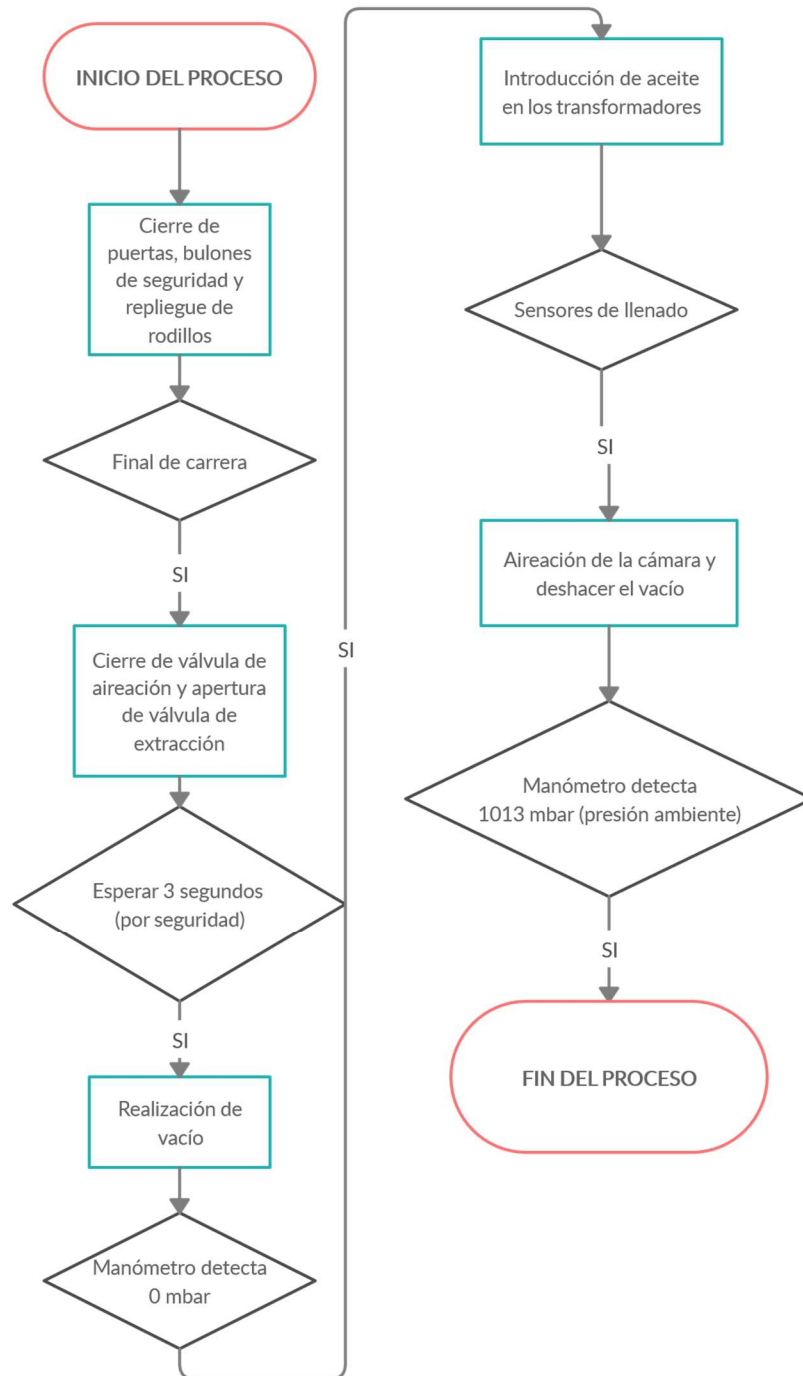 INICIO DEL PROCESO
Cierre de
puertas, bulones
de seguridad y
repliegue de
rodillos
Final de carrera
SI
Cierre de válvula de
aireación y apertura
de válvula de
extracción
Esperar 3 segundos
(por seguridad)
SI
Realización de
vacío
Manómetro detecta
0 mbar
SI
Introducción de aceite
en los transformadores
Sensores de llenado
SI
Aireación de la cámara y
deshacer el vacío
Manómetro detecta
1013 mbar (presión ambiente)
SI
FIN DEL PROCESO